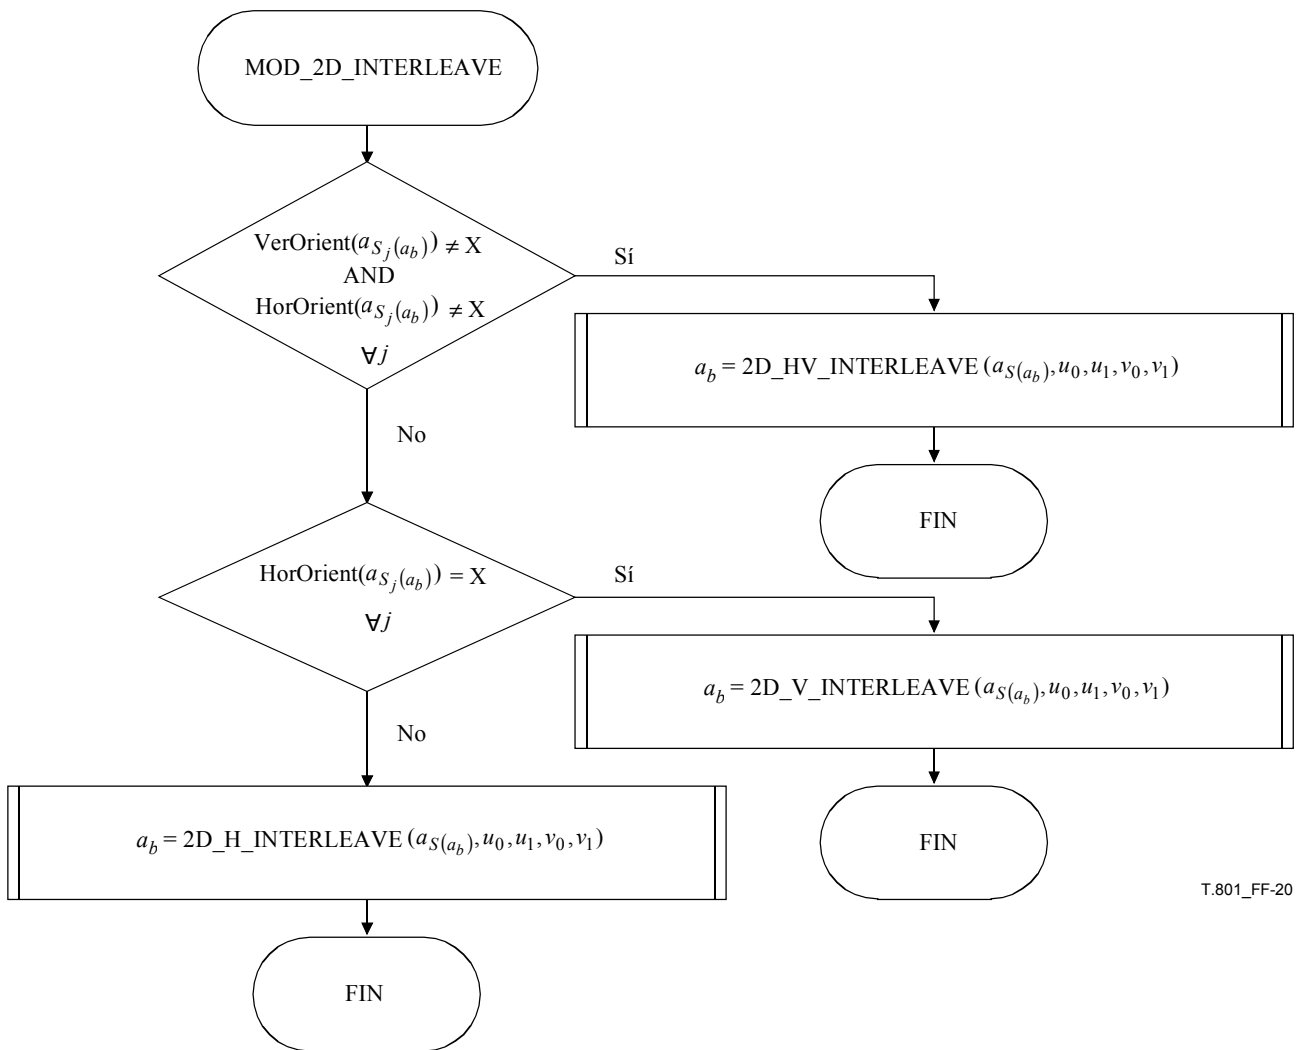 MOD_2D_INTERLEAVE
VerOrient(a_{S_j(a_b)}) ≠ X
AND
HorOrient(a_{S_j(a_b)}) ≠ X
∀j
Sí
a_b = 2D_HV_INTERLEAVE (a_{S(a_b)}, u_0, u_1, v_0, v_1)
No
FIN
HorOrient(a_{S_j(a_b)}) = X
∀j
Sí
a_b = 2D_V_INTERLEAVE (a_{S(a_b)}, u_0, u_1, v_0, v_1)
No
a_b = 2D_H_INTERLEAVE (a_{S(a_b)}, u_0, u_1, v_0, v_1)
FIN
T.801_FF-20
FIN